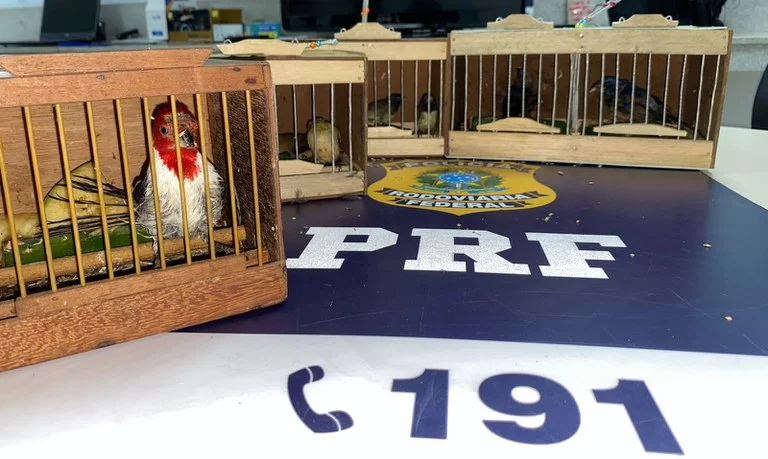 RODOVIÁRIA
FEDERAL
PRF
191